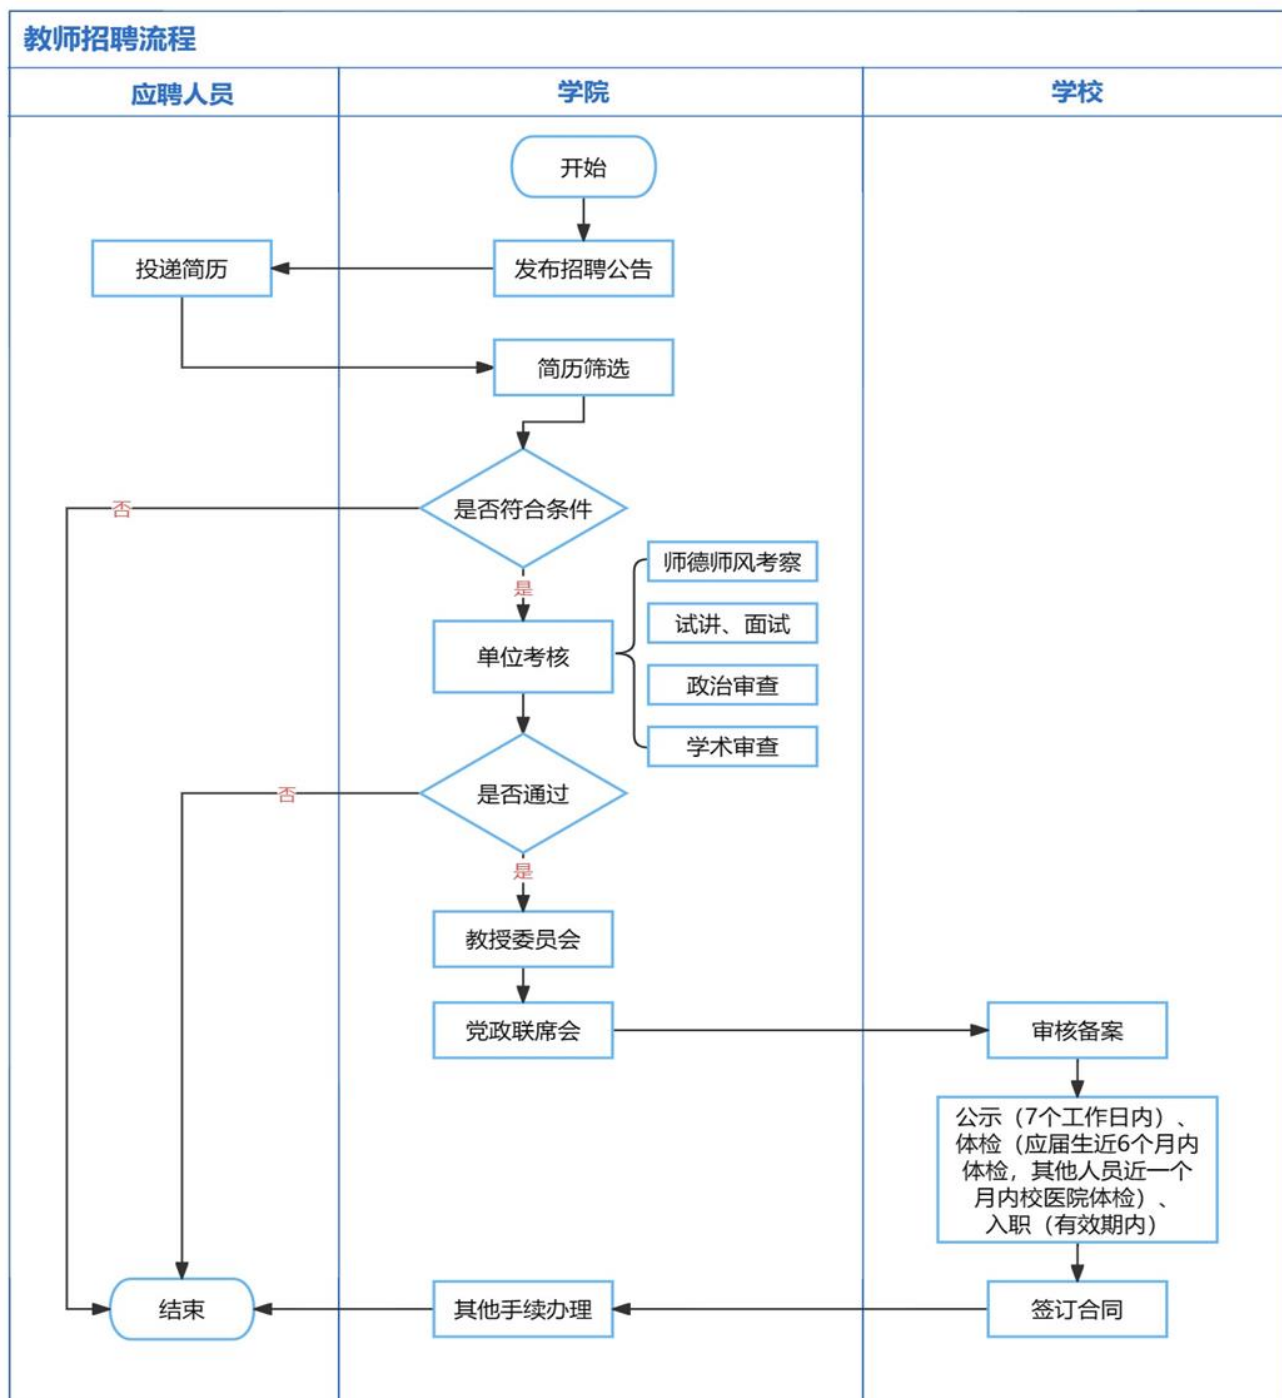 教师招聘流程
应聘人员
学院
学校
开始
投递简历
发布招聘公告
简历筛选
是否符合条件
否
是
师德师风考察
试讲、面试
单位考核
政治审查
学术审查
是否通过
否
是
教授委员会
党政联席会
审核备案
公示（7个工作日内）、
体检（应届生近6个月内
体检，其他人员近一个
月内校医院体检）、
入职（有效期内）
结束
其他手续办理
签订合同